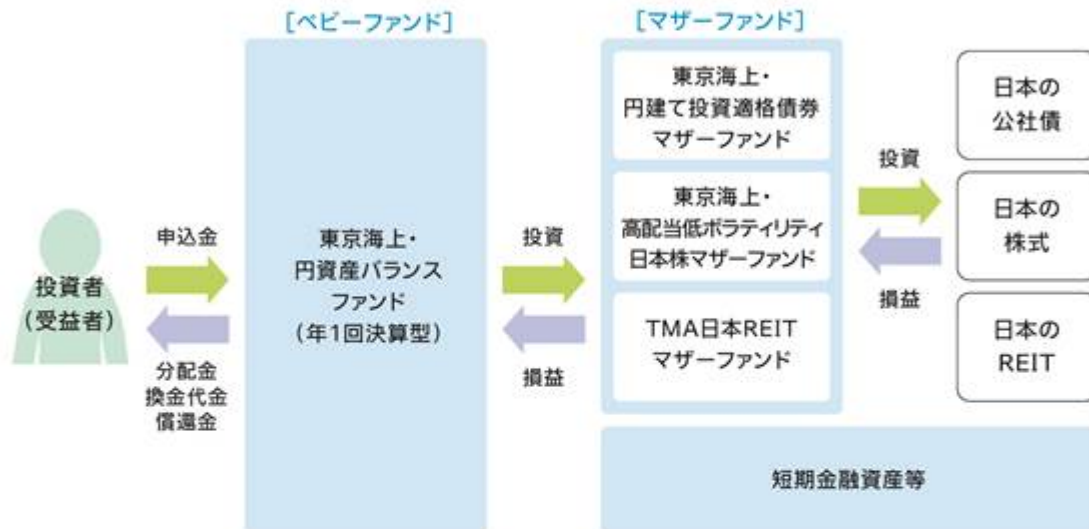 [ベビーファンド]
[マザーファンド]
投資者
(受益者)
申込金
分配金
換金代金
償還金
東京海上・
円資産バランス
ファンド
(年1回決算型)
投資
損益
東京海上・
円建て投資適格債券
マザーファンド
東京海上・
高配当低ボラティリティ
日本株マザーファンド
TMA日本REIT
マザーファンド
投資
損益
日本の
公社債
日本の
株式
日本の
REIT
短期金融資産等